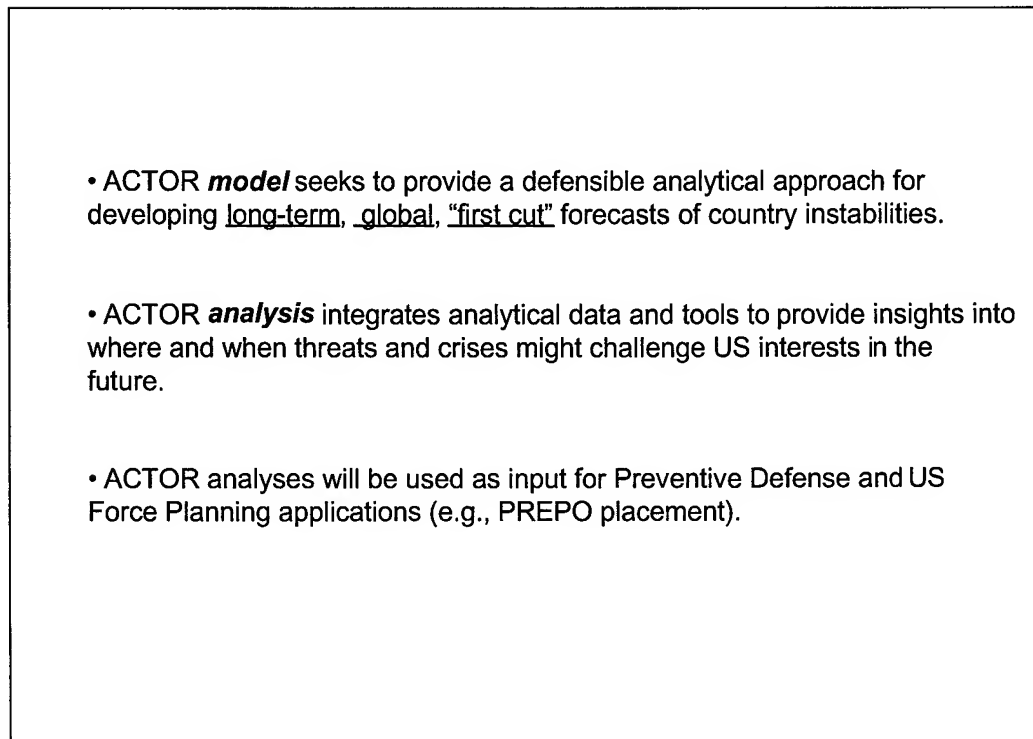 • ACTOR model seeks to provide a defensible analytical approach for
developing long-term, global, “first cut” forecasts of country instabilities.
• ACTOR analysis integrates analytical data and tools to provide insights into
where and when threats and crises might challenge US interests in the
future.
• ACTOR analyses will be used as input for Preventive Defense and US
Force Planning applications (e.g., PREPO placement).